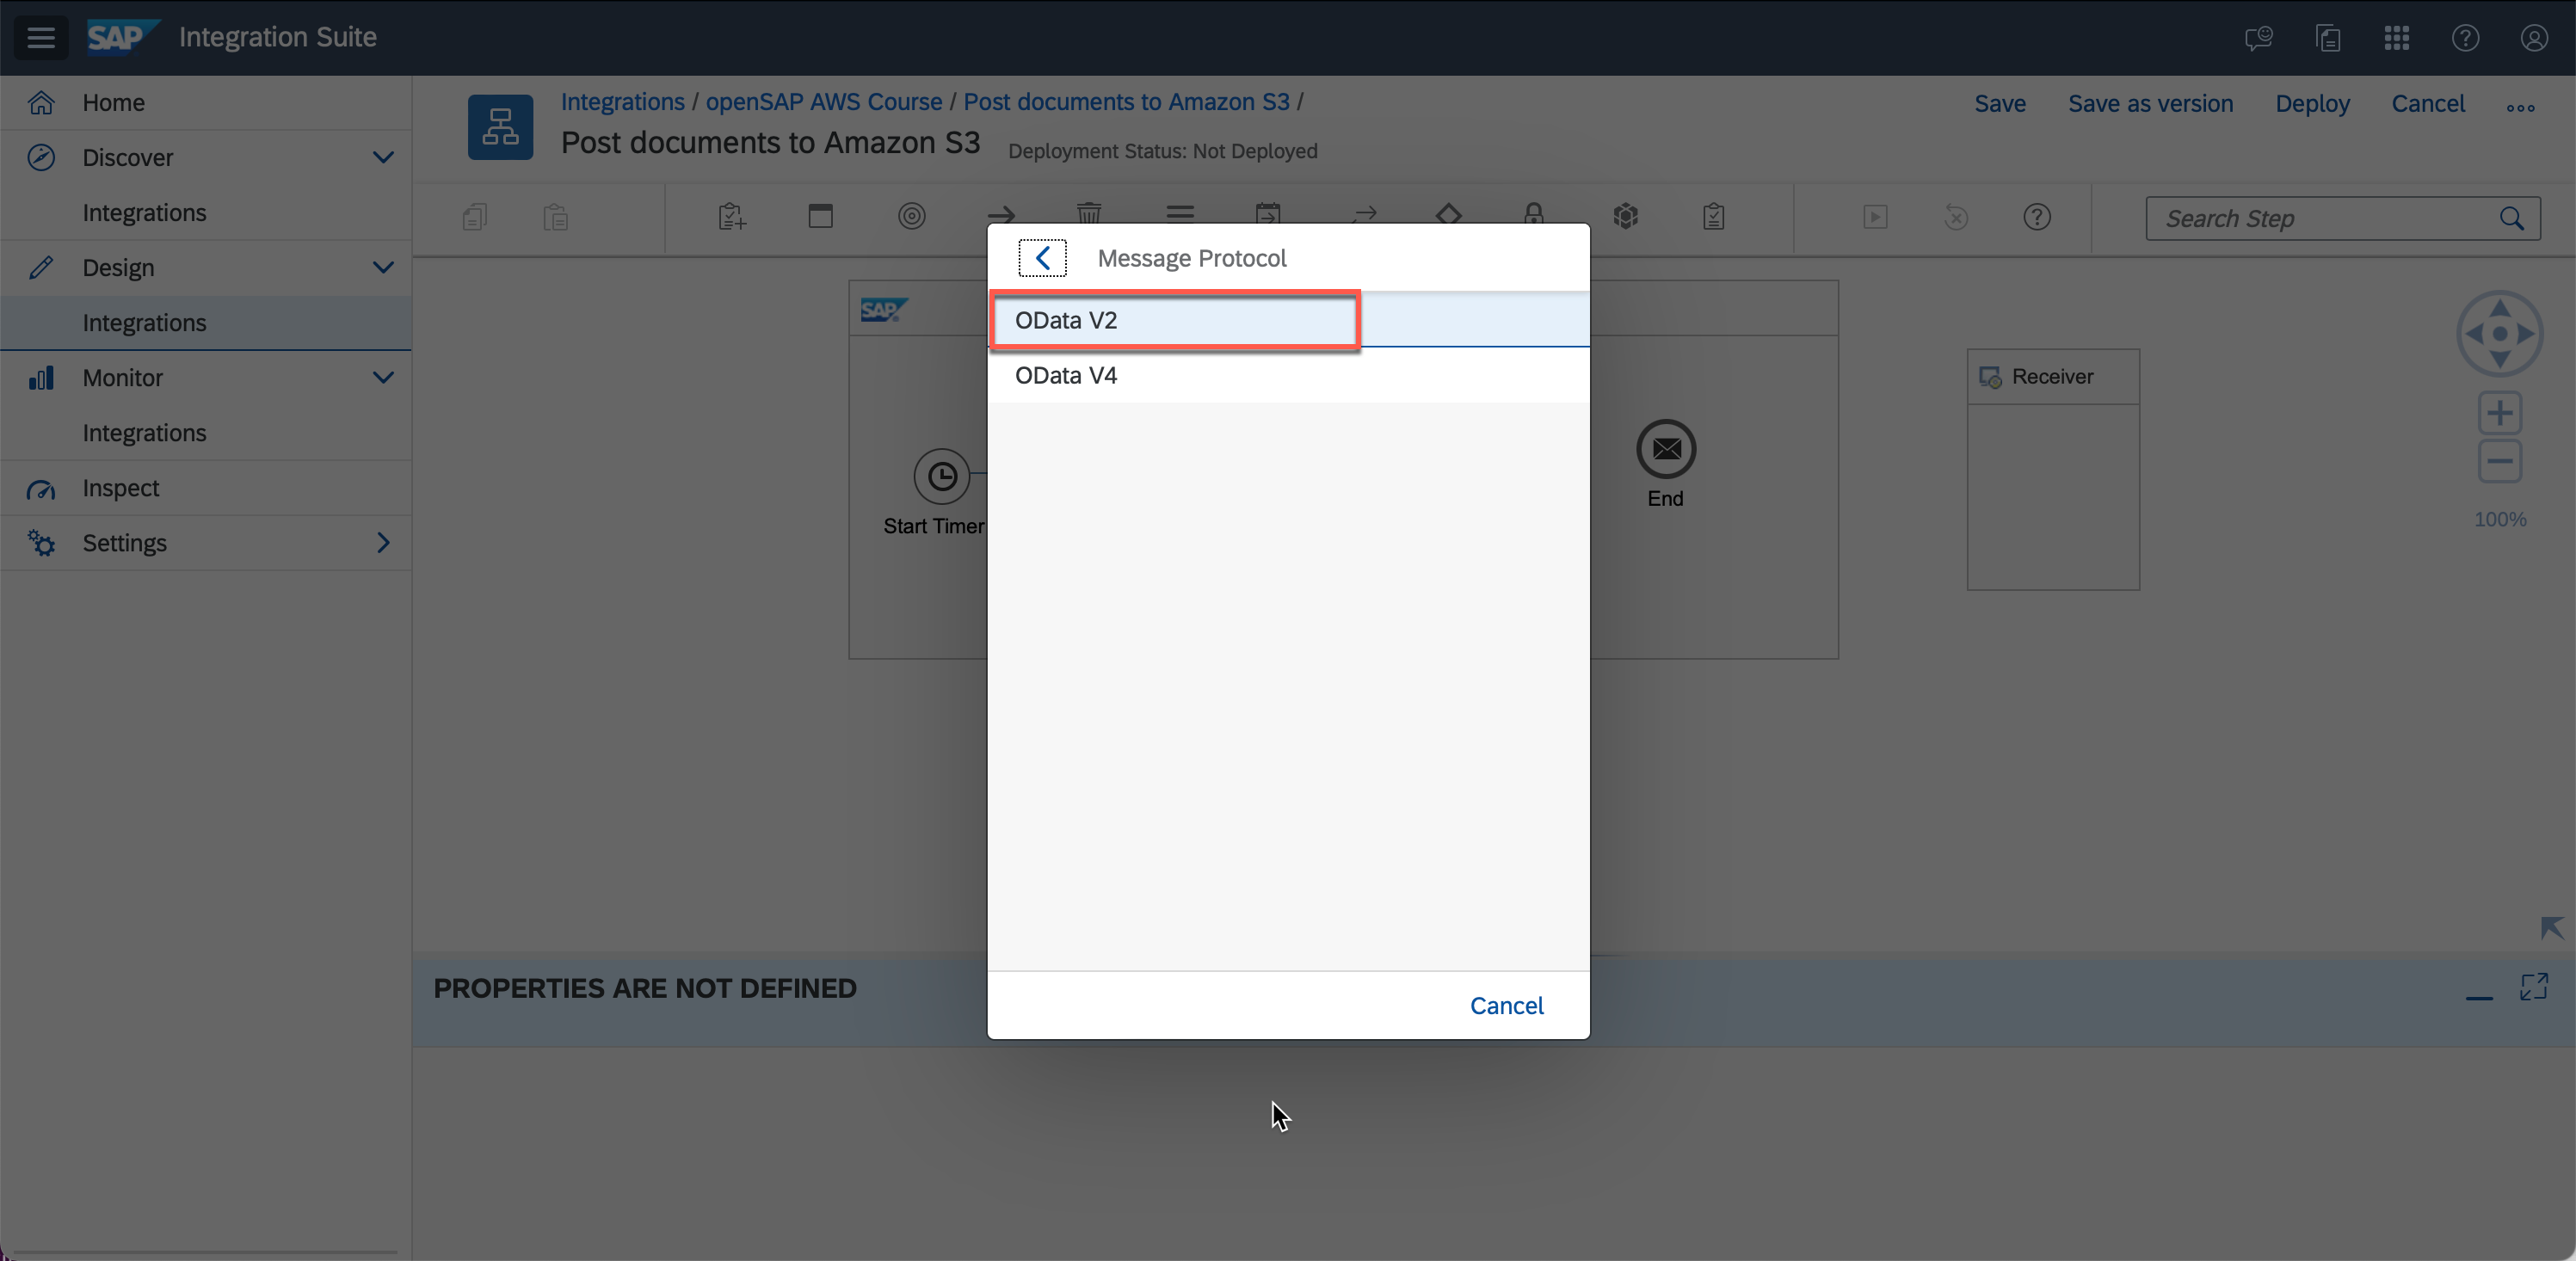 SAP Integration Suite
Home
Discover
Integrations
Design
Integrations
Monitor
Integrations
Inspect
Settings
Integrations / openSAP AWS Course / Post documents to Amazon S3 /
Post documents to Amazon S3
Deployment Status: Not Deployed
Save
Save as version
Deploy
Cancel
Search Step
Message Protocol
OData V2
OData V4
Cancel
SAP
Start Timer
End
Receiver
100%
PROPERTIES ARE NOT DEFINED